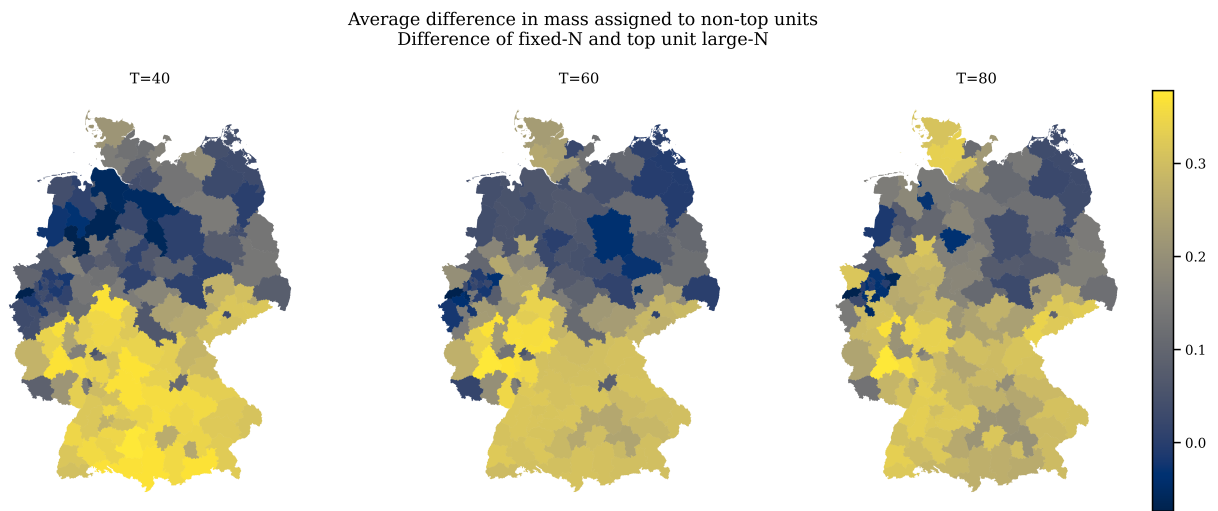 Average difference in mass assigned to non-top units
Difference of fixed-N and top unit large-N
T=40
T=60
T=80
0.3
0.2
0.1
0.0